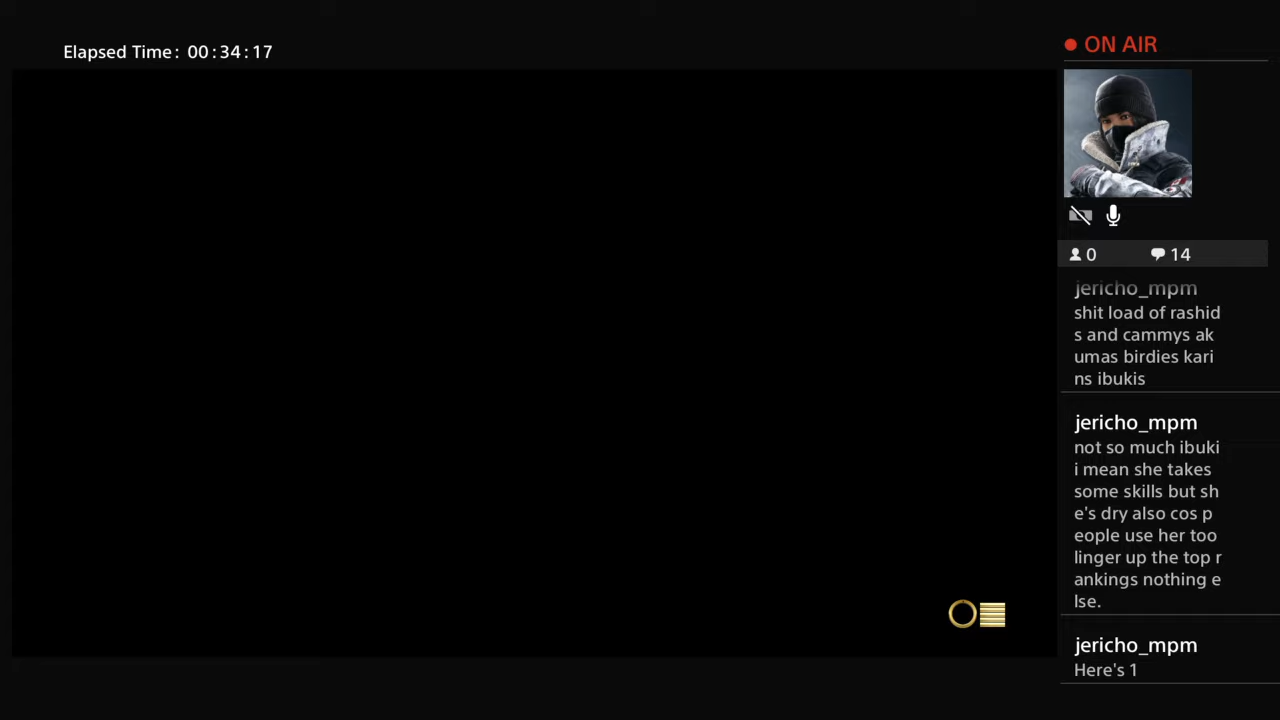 Elapsed Time: 00:34:17
ON AIR
0 14
jericho_mpm
shit load of rashid
s and cammys ak
umas birdies kari
ns ibukis
jericho_mpm
not so much ibuki
i mean she takes
some skills but sh
e's dry also cos p
eople use her too
linger up the top r
ankings nothing e
lse.
jericho_mpm
Here's 1